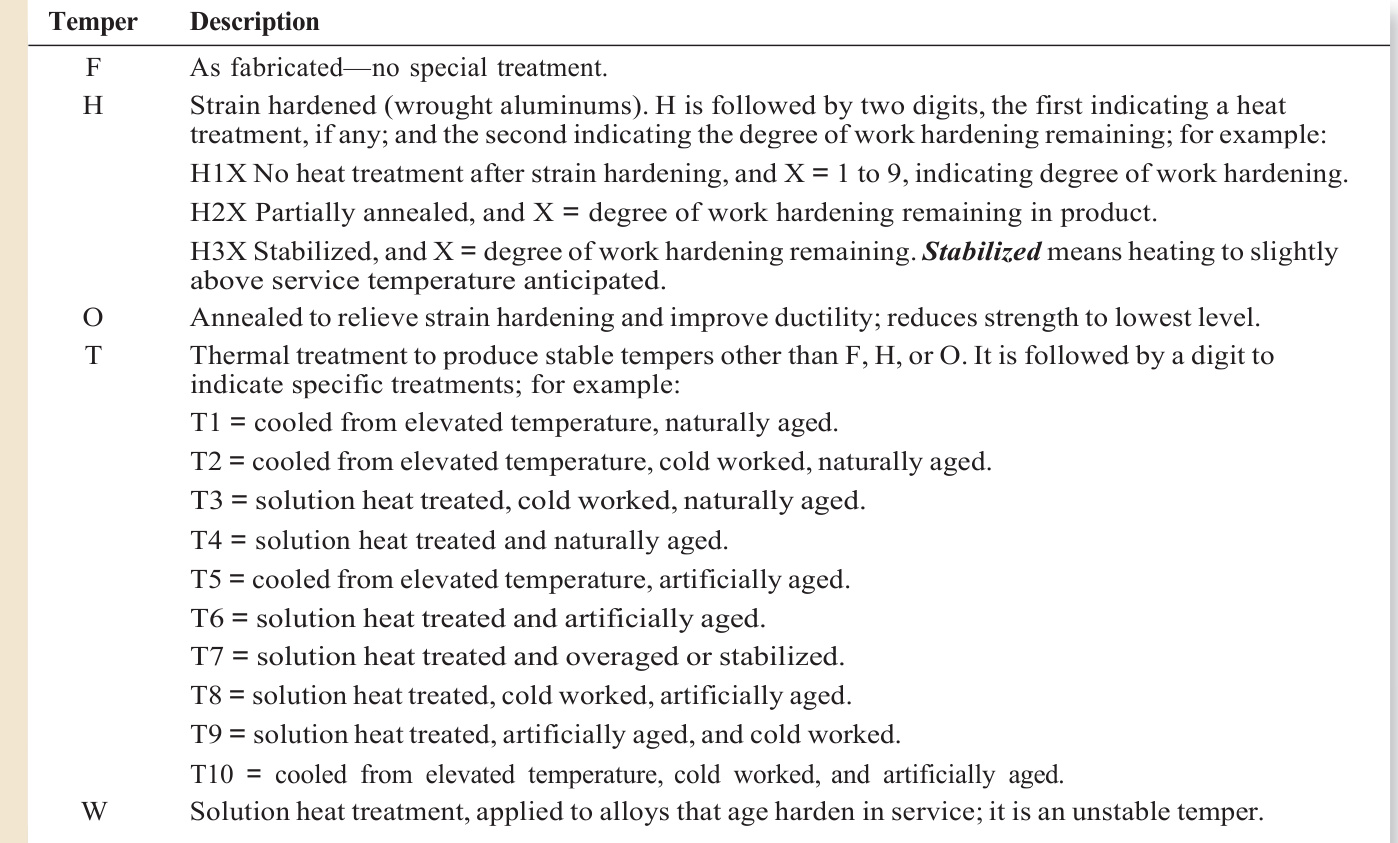 Temper Description
F As fabricated—no special treatment.
H Strain hardened (wrought aluminums). H is followed by two digits, the first indicating a heat
treatment, if any; and the second indicating the degree of work hardening remaining; for example:
H1X No heat treatment after strain hardening, and X = 1 to 9, indicating degree of work hardening.
H2X Partially annealed, and X = degree of work hardening remaining in product.
H3X Stabilized, and X = degree of work hardening remaining. Stabilized means heating to slightly
above service temperature anticipated.
O Annealed to relieve strain hardening and improve ductility; reduces strength to lowest level.
T Thermal treatment to produce stable tempers other than F, H, or O. It is followed by a digit to
indicate specific treatments; for example:
T1 = cooled from elevated temperature, naturally aged.
T2 = cooled from elevated temperature, cold worked, naturally aged.
T3 = solution heat treated, cold worked, naturally aged.
T4 = solution heat treated and naturally aged.
T5 = cooled from elevated temperature, artificially aged.
T6 = solution heat treated and artificially aged.
T7 = solution heat treated and overaged or stabilized.
T8 = solution heat treated, cold worked, artificially aged.
T9 = solution heat treated, artificially aged, and cold worked.
T10 = cooled from elevated temperature, cold worked, and artificially aged.
W Solution heat treatment, applied to alloys that age harden in service; it is an unstable temper.